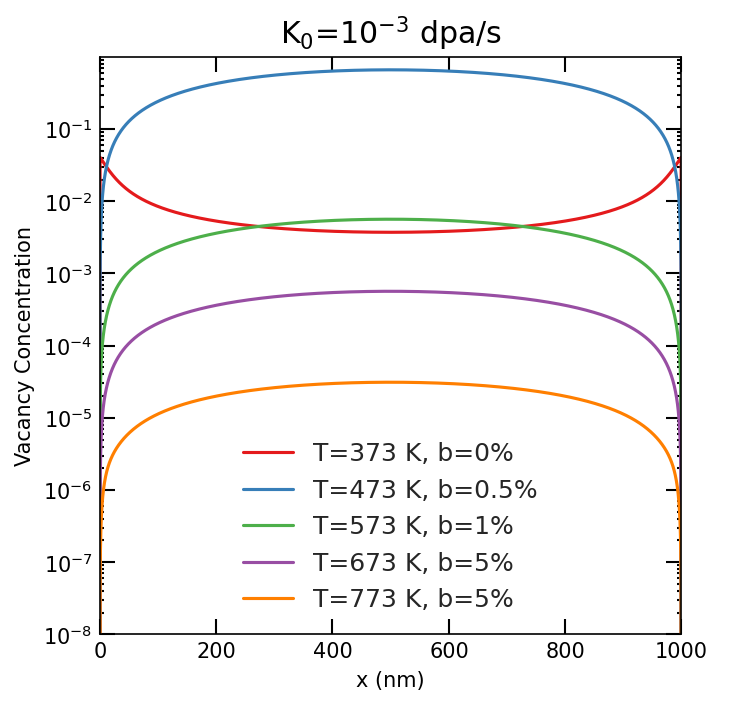 K₀=10⁻³ dpa/s
10⁻¹
10⁻²
10⁻³
10⁻⁴
10⁻⁵
10⁻⁶
10⁻⁷
10⁻⁸
Vacancy Concentration
T=373 K, b=0%
T=473 K, b=0.5%
T=573 K, b=1%
T=673 K, b=5%
T=773 K, b=5%
0 200 400 600 800 1000
x (nm)